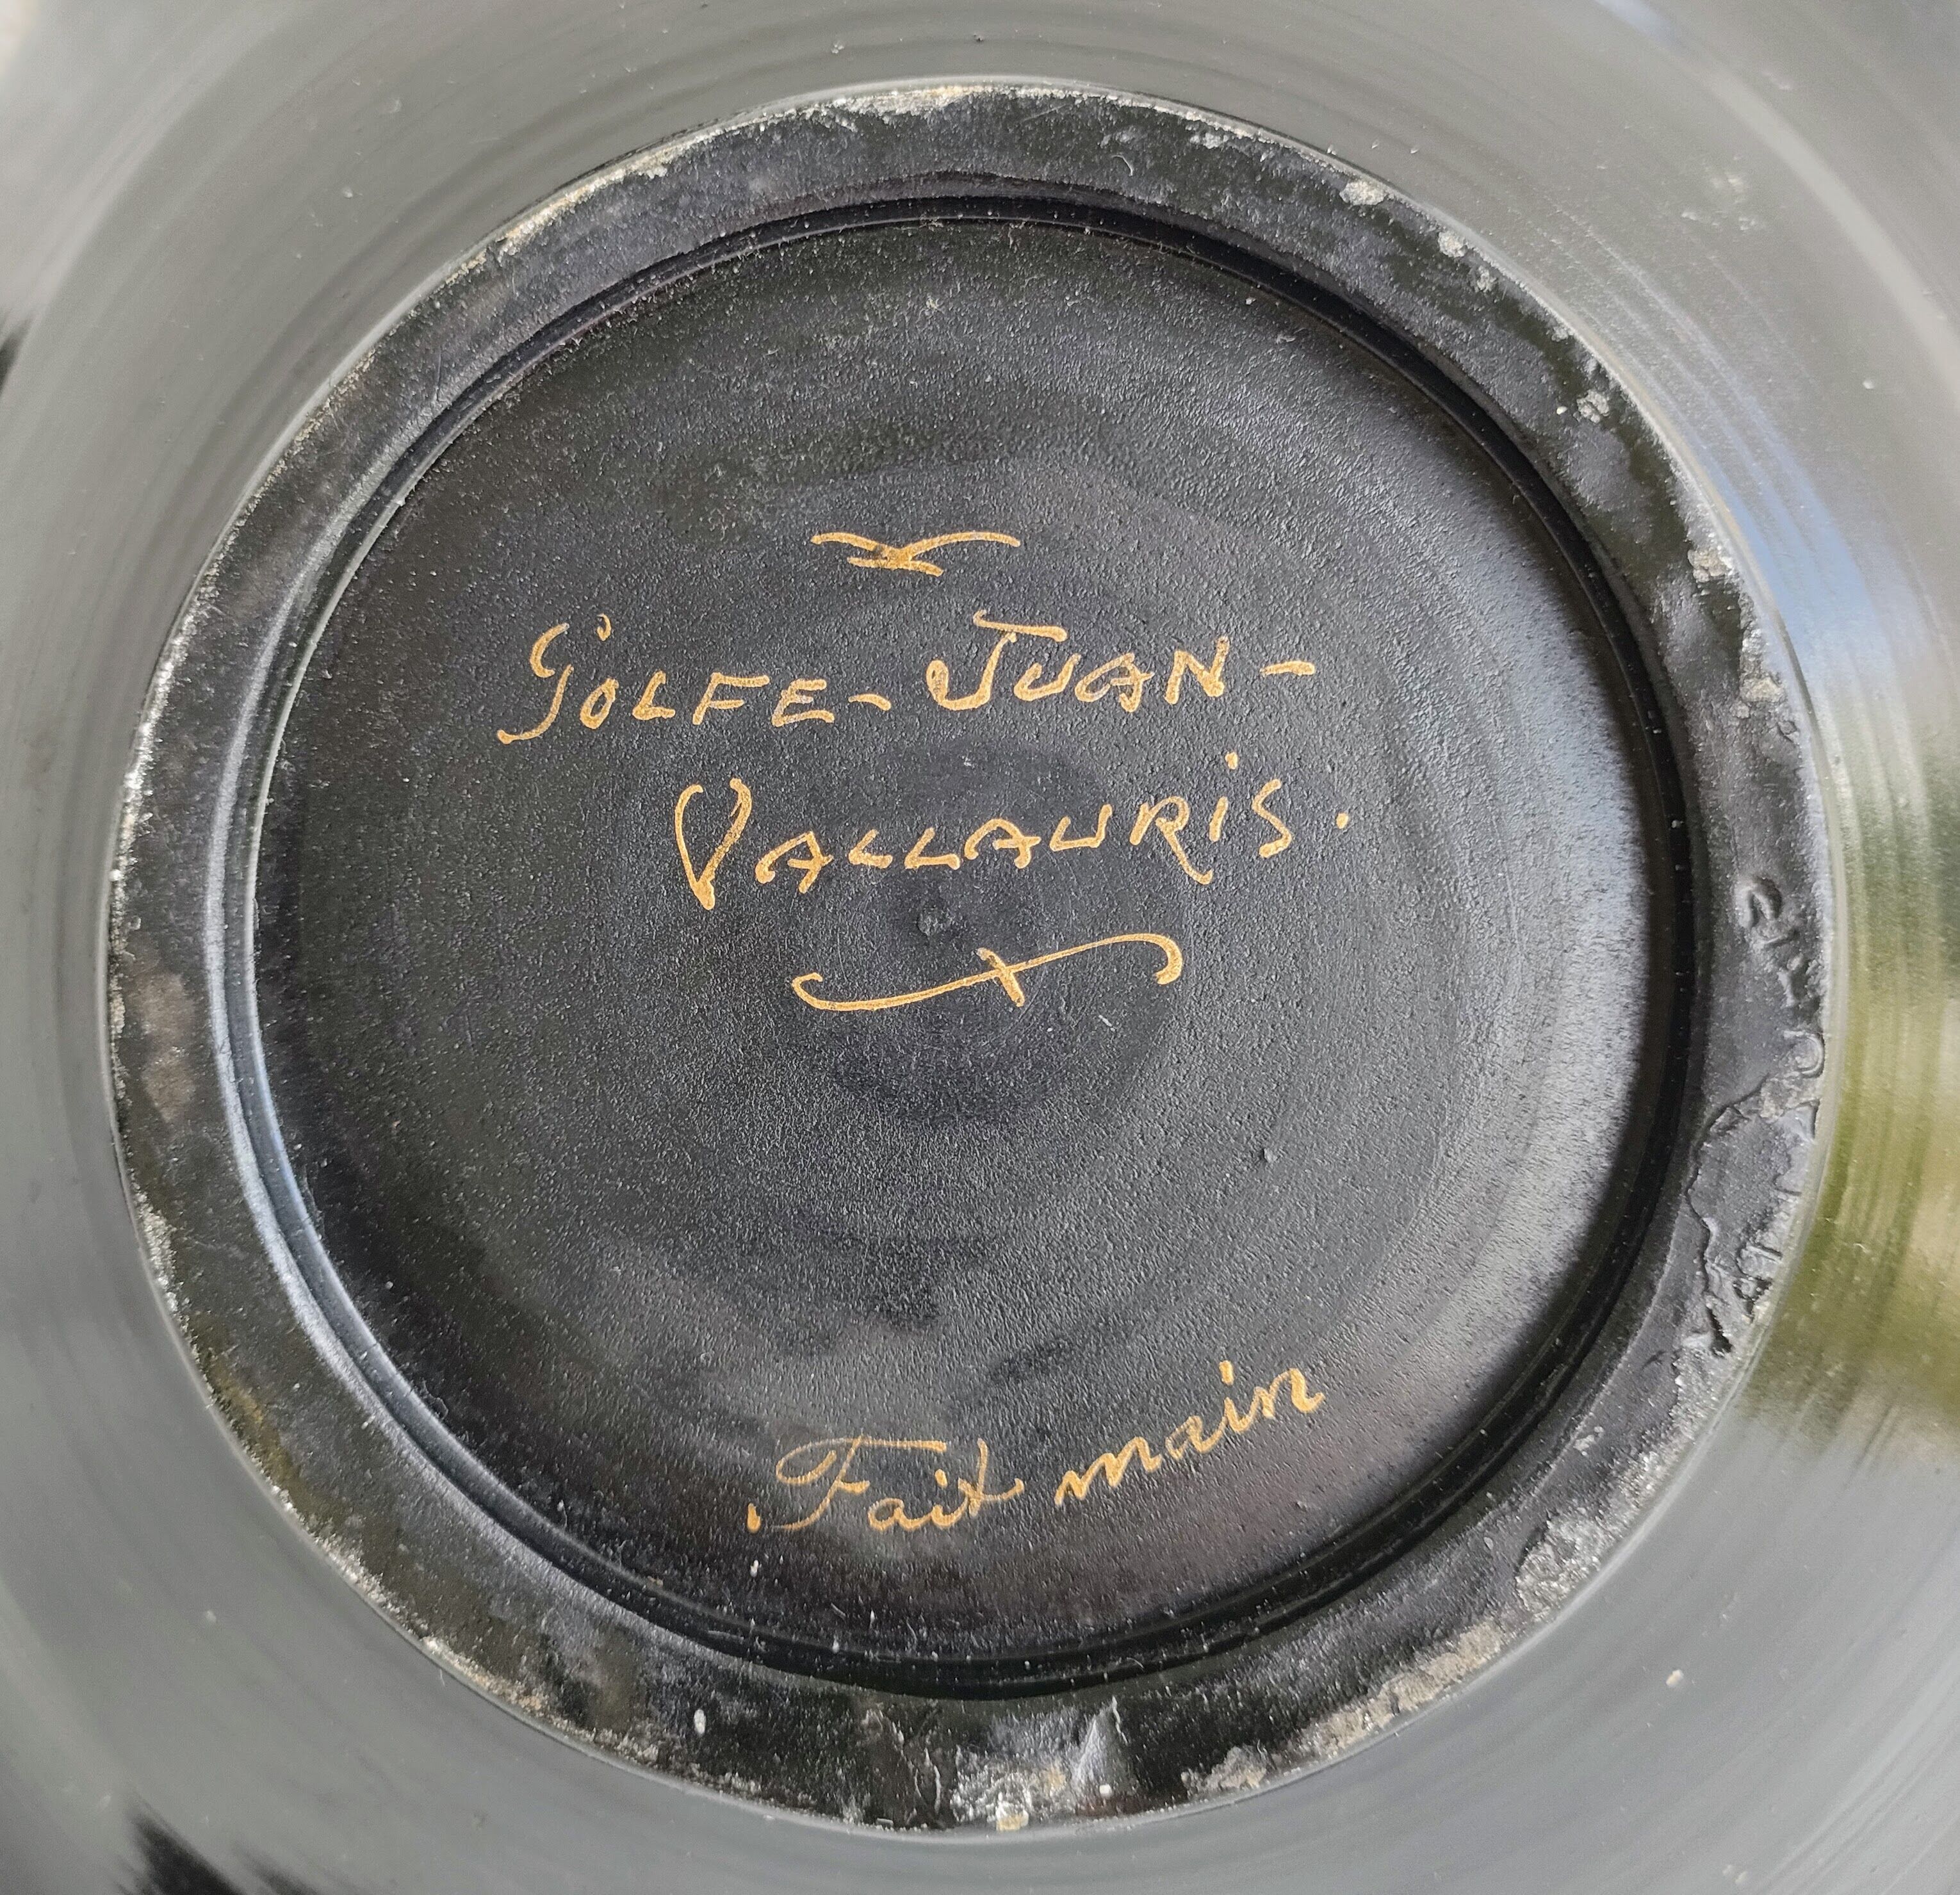 GOLFE-JUAN-
VALLAURIS.
Fait main